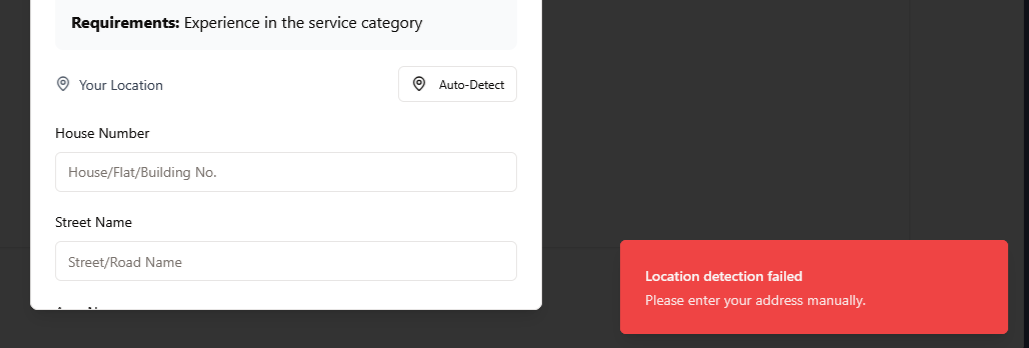 Requirements: Experience in the service category
Your Location
Auto-Detect
House Number
House/Flat/Building No.
Street Name
Street/Road Name
Location detection failed
Please enter your address manually.